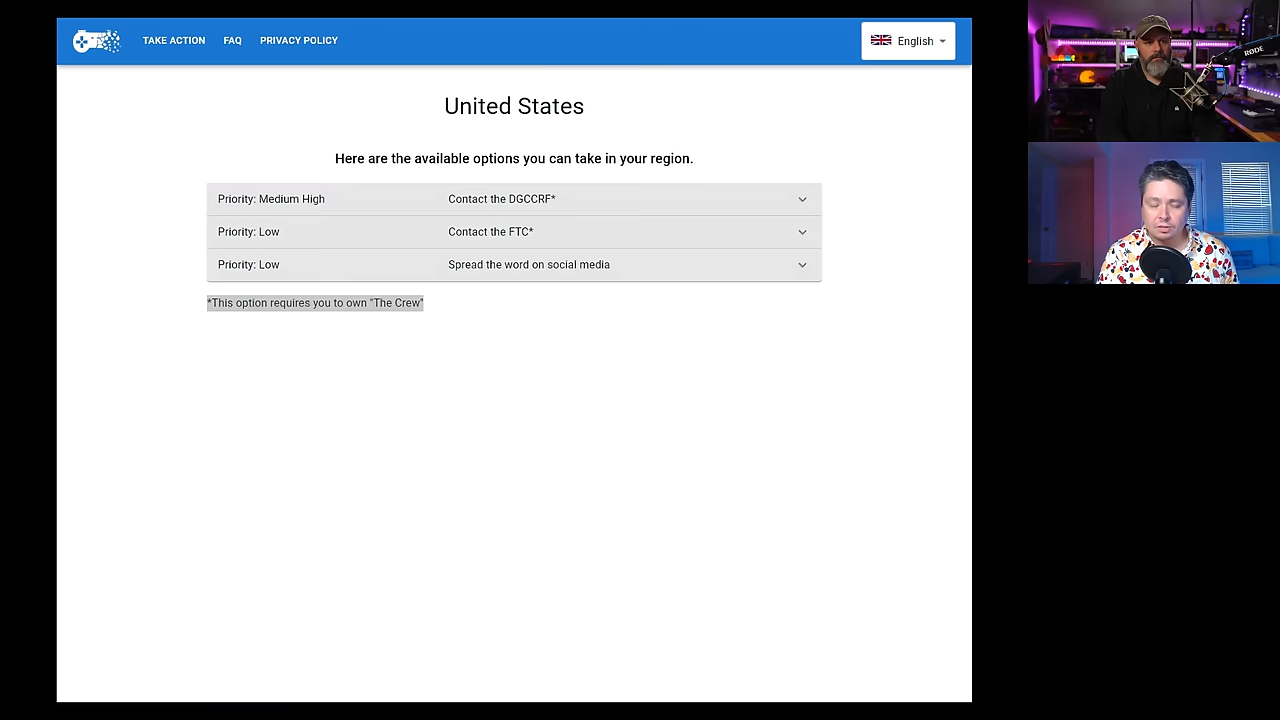 TAKE ACTION FAQ PRIVACY POLICY English
United States
Here are the available options you can take in your region.
Priority: Medium High Contact the DGCCRF*
Priority: Low Contact the FTC*
Priority: Low Spread the word on social media
*This option requires you to own "The Crew"
RØDE